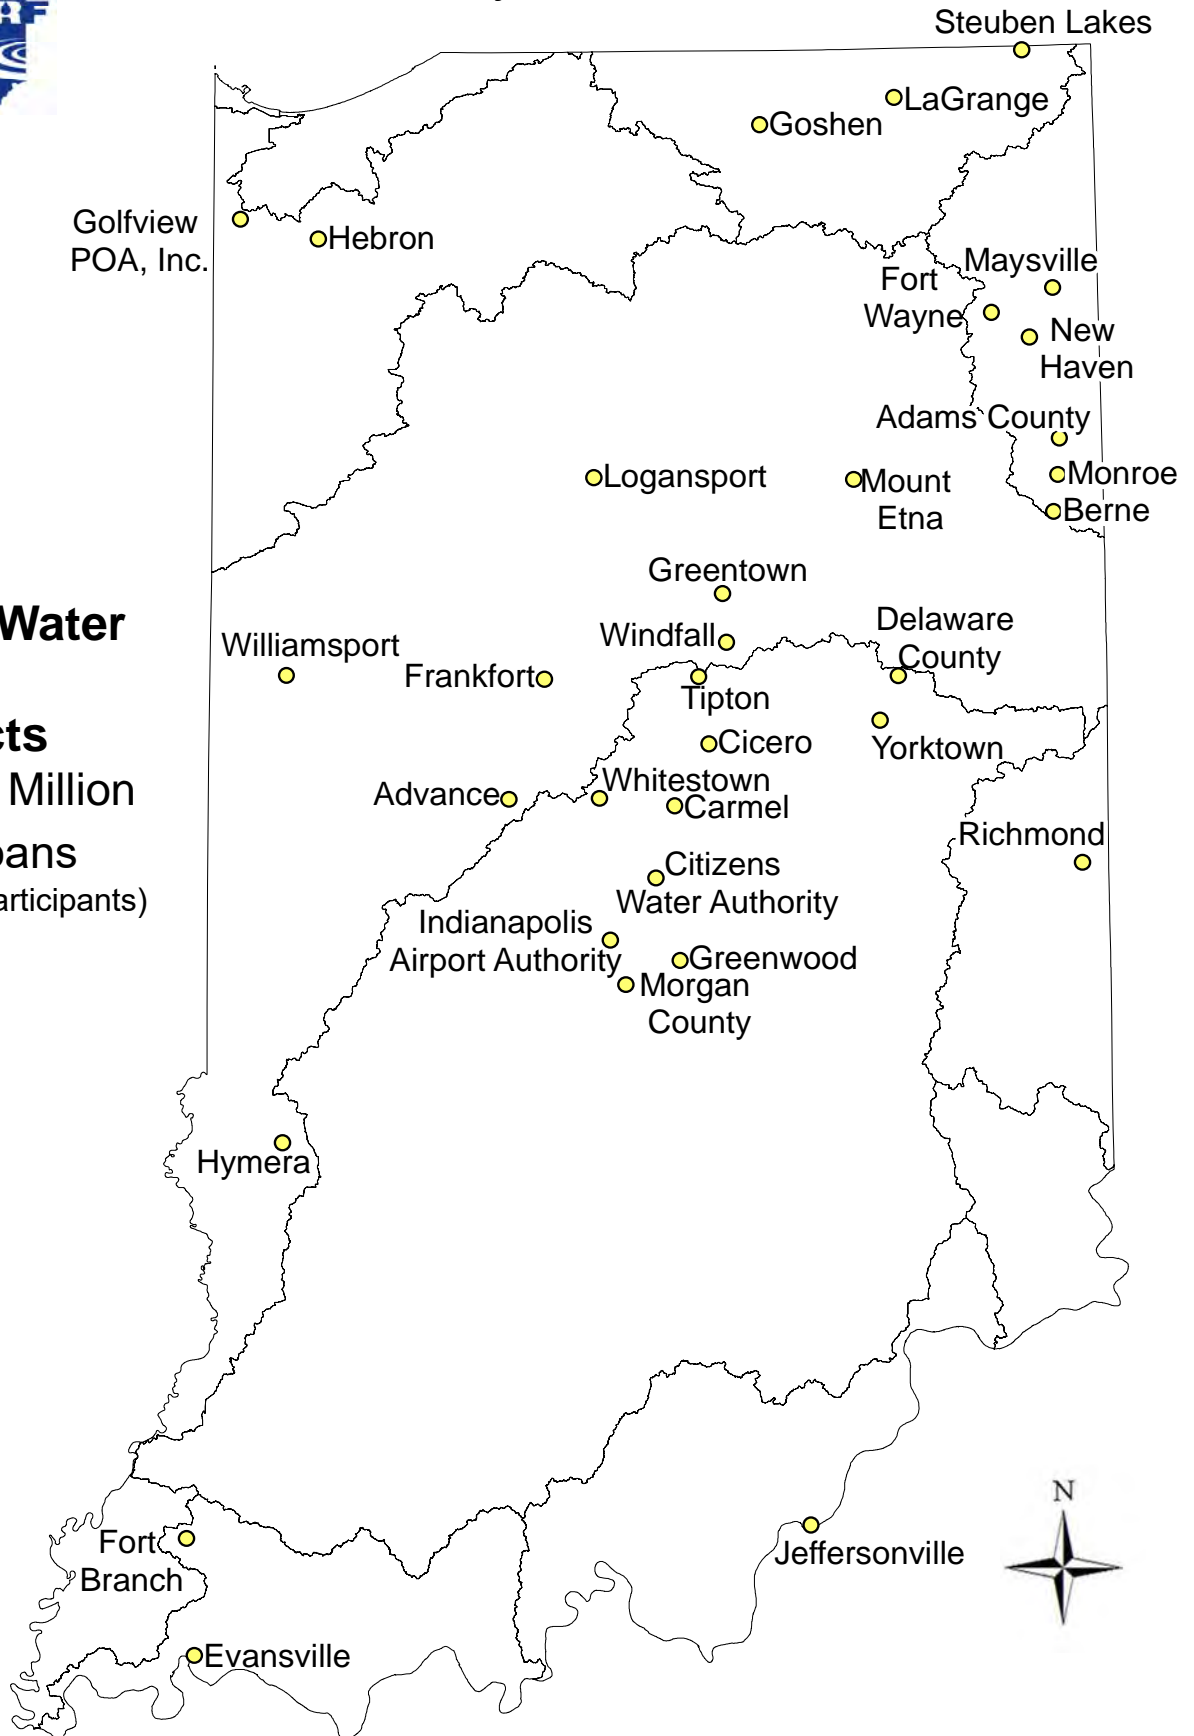 RF
Steuben Lakes
LaGrange
Goshen
Golfview
POA, Inc.
Hebron
Maysville
Fort
Wayne
New
Haven
Adams County
Logansport
Mount
Etna
Monroe
Berne
Greentown
Water
Williamsport
Windfall
Delaware
County
Frankfort
Tipton
cts
Cicero
Yorktown
Million
Advance
Whitestown
Carmel
Richmond
oans
Citizens
Water Authority
articipants)
Indianapolis
Airport Authority
Greenwood
Morgan
County
Hymera
N
Fort
Branch
Jeffersonville
Evansville